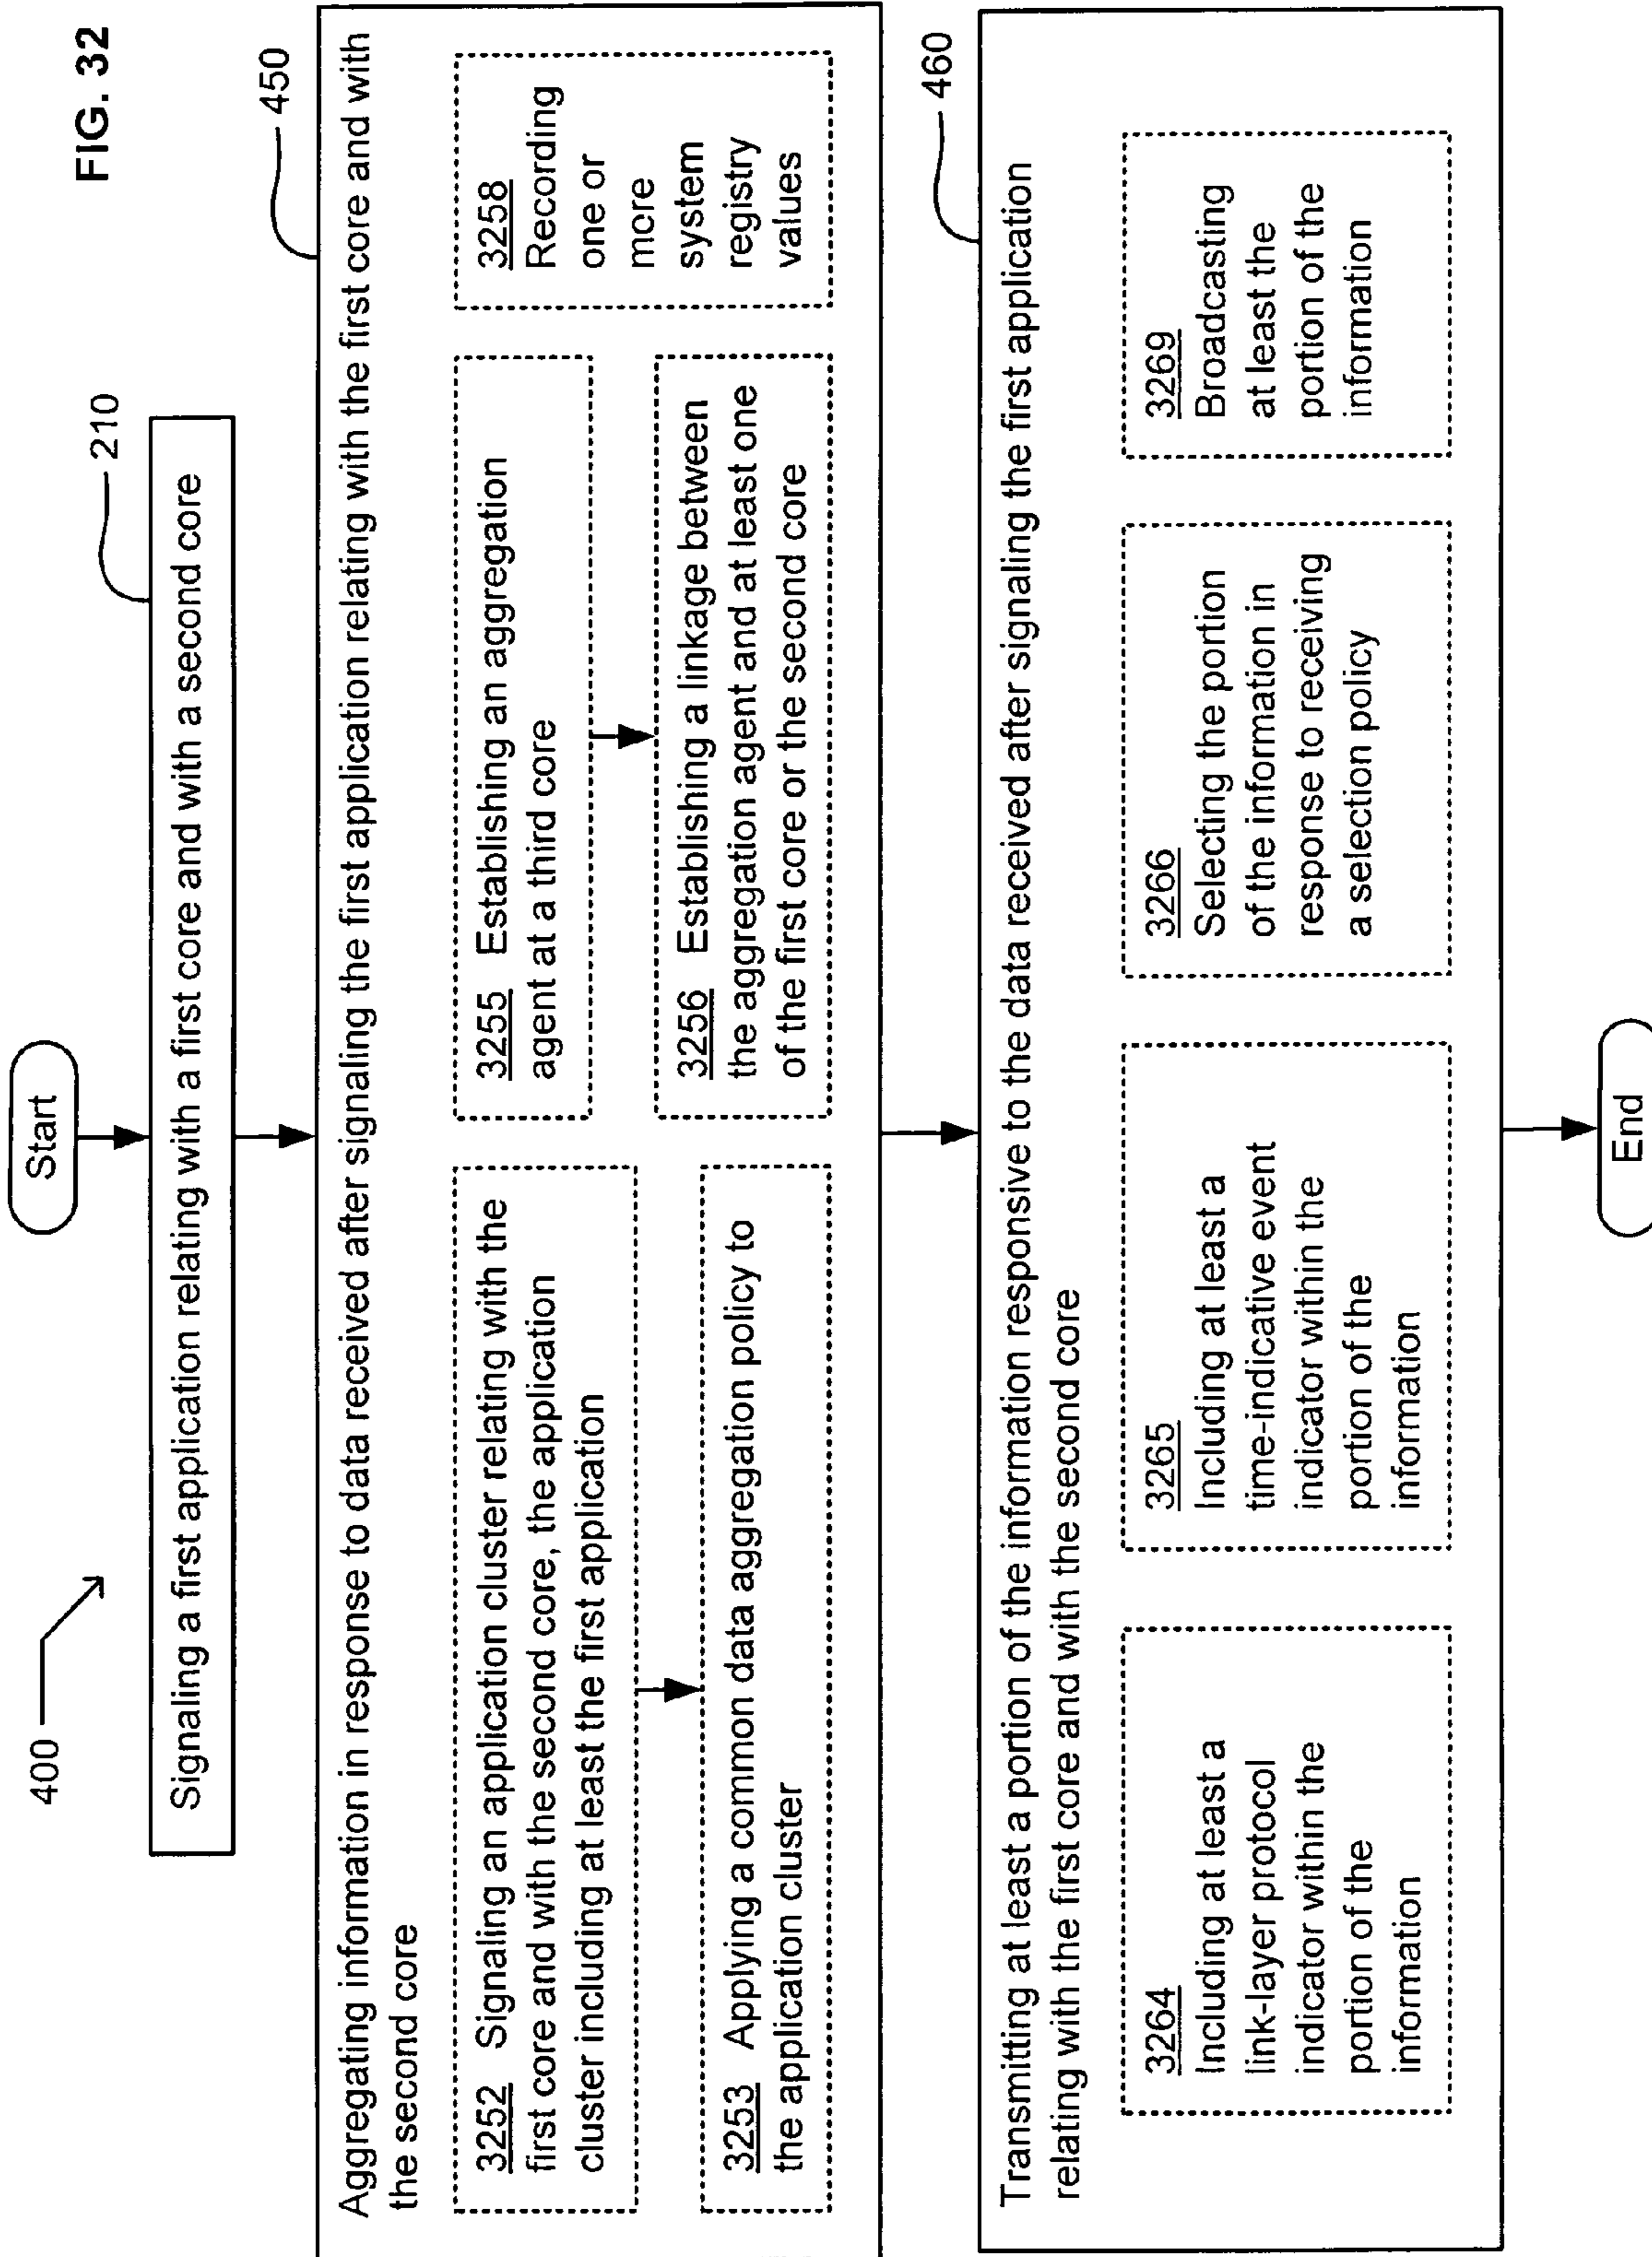 FIG. 32
400
Start
210
Signaling a first application relating with a first core and with a second core
450
Aggregating information in response to data received after signaling the first application relating with the first core and with
the second core
3252 Signaling an application cluster relating with the
first core and with the second core, the application
cluster including at least the first application
3253 Applying a common data aggregation policy to
the application cluster
3255 Establishing an aggregation
agent at a third core
3256 Establishing a linkage between
the aggregation agent and at least one
of the first core or the second core
3258
Recording
one or
more
system
registry
values
460
Transmitting at least a portion of the information responsive to the data received after signaling the first application
relating with the first core and with the second core
3264
Including at least a
link-layer protocol
indicator within the
portion of the
information
3265
Including at least a
time-indicative event
indicator within the
portion of the
information
3266
Selecting the portion
of the information in
response to receiving
a selection policy
3269
Broadcasting
at least the
portion of the
information
End